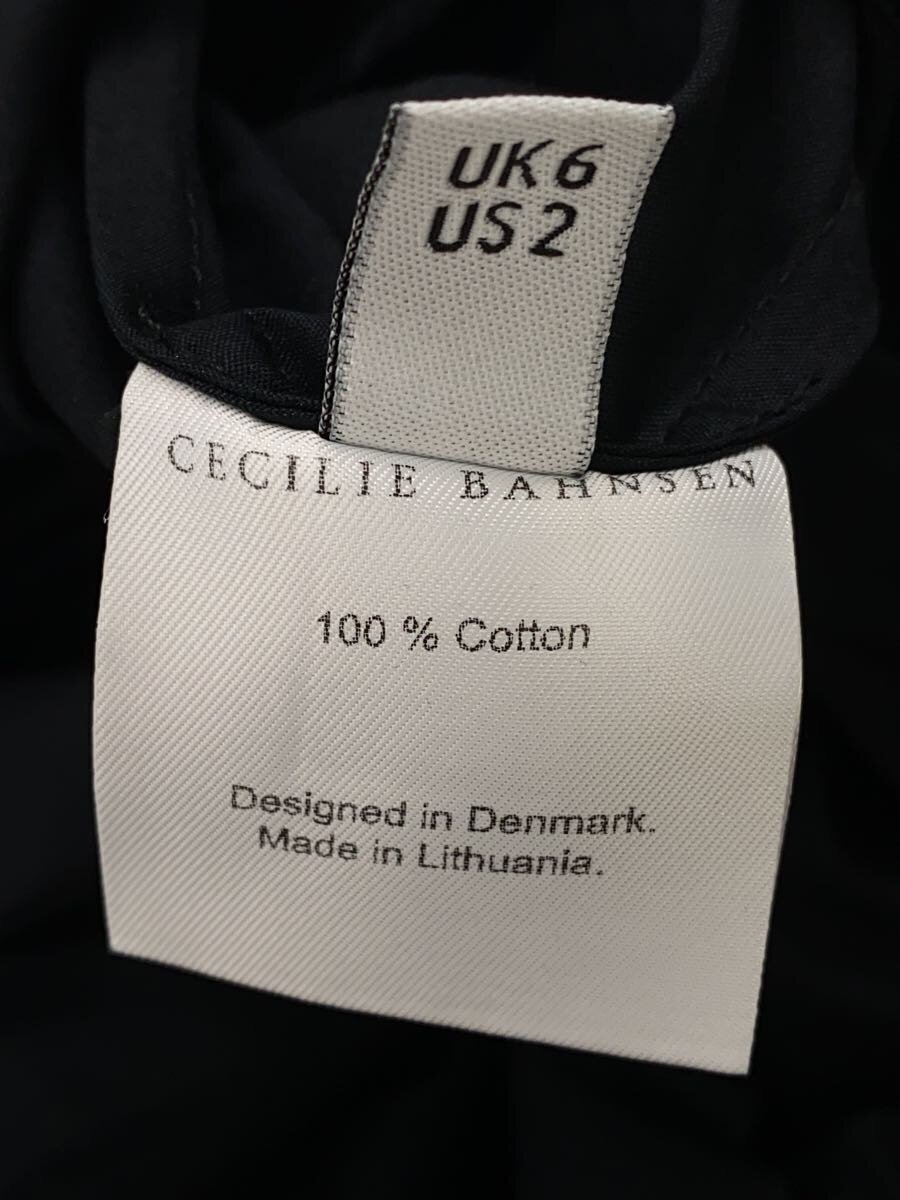 UK 6
US 2
CECILIE BAHNSEN
100 % Cotton
Designed in Denmark.
Made in Lithuania.